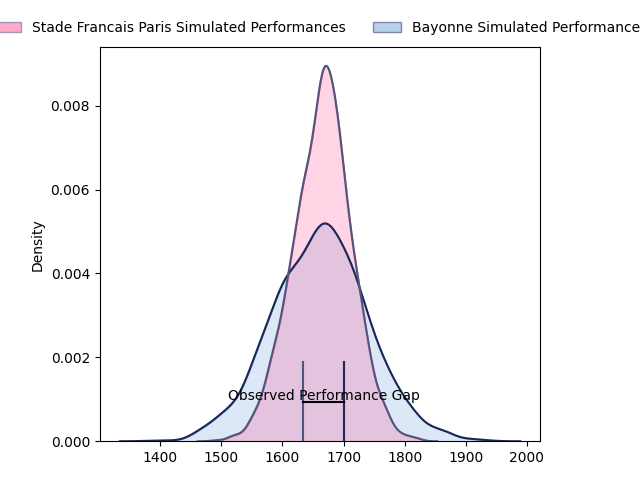 Stade Francais Paris Simulated Performances
Bayonne Simulated Performance
0.008
0.006
0.004
0.002
0.000
Density
Observed Performance Gap
1400 1500 1600 1700 1800 1900 2000